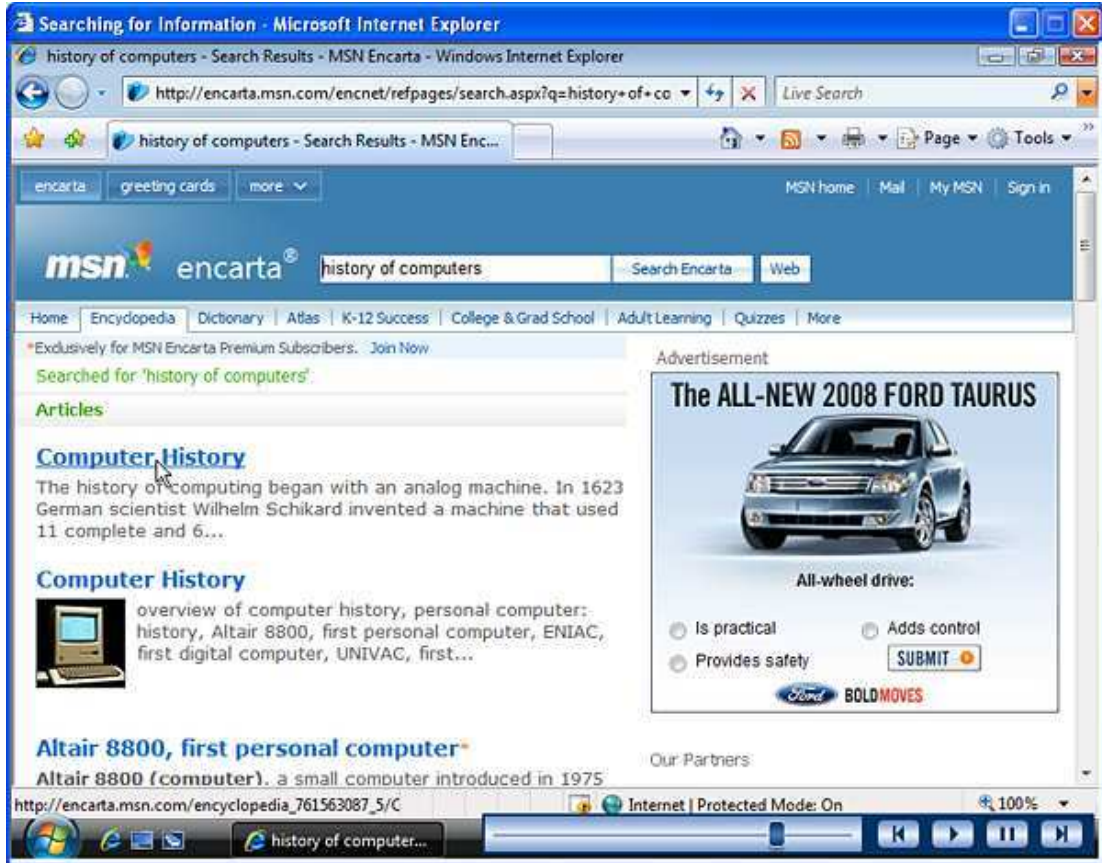 Searching for Information - Microsoft Internet Explorer
history of computers - Search Results - MSN Encarta - Windows Internet Explorer
http://encarta.msn.com/encnet/refpages/search.aspx?q=history+of+co
Live Search
history of computers - Search Results - MSN Enc...
Page Tools
encarta greeting cards more
MSN home | Mail | My MSN | Sign in
msn encarta®
history of computers
Search Encarta Web
Home Encyclopedia Dictionary | Atlas | K-12 Success | College & Grad School | Adult Learning | Quizzes | More
*Exclusively for MSN Encarta Premium Subscribers. Join Now
Searched for 'history of computers'
Articles
Computer History
The history of computing began with an analog machine. In 1623
German scientist Wilhelm Schikard invented a machine that used
11 complete and 6...
Computer History
overview of computer history, personal computer:
history, Altair 8800, first personal computer, ENIAC,
first digital computer, UNIVAC, first...
Altair 8800, first personal computer*
Altair 8800 (computer), a small computer introduced in 1975
Advertisement
The ALL-NEW 2008 FORD TAURUS
All-wheel drive:
Is practical
Adds control
Provides safety
SUBMIT
Ford BOLDMOVES
Our Partners
http://encarta.msn.com/encyclopedia_761563087_5/C
Internet | Protected Mode: On
100%
history of computer...